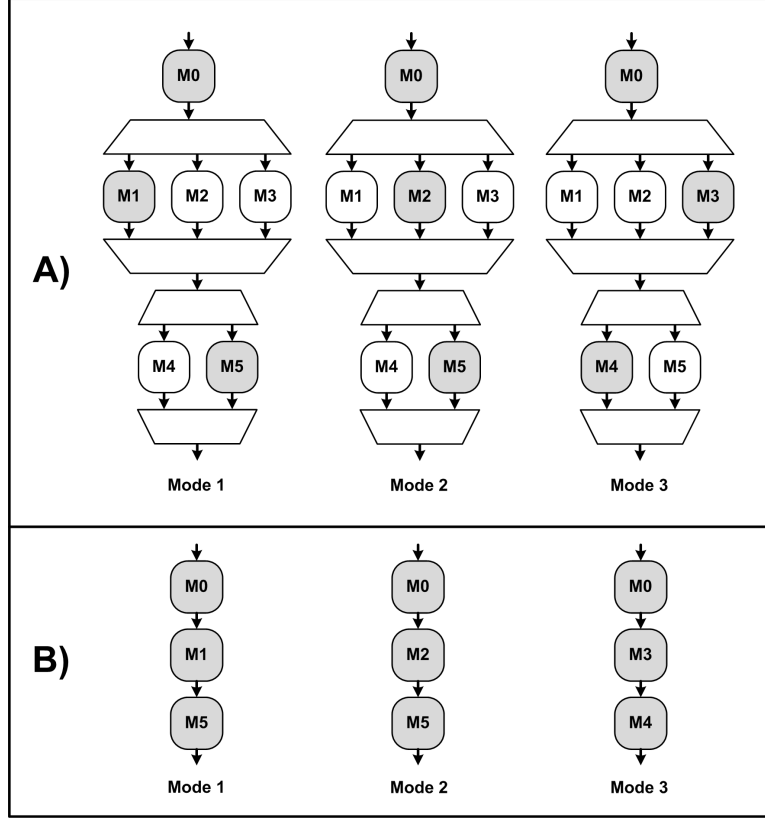 M0 M0 M0
M1 M2 M3 M1 M2 M3 M1 M2 M3
A)
M4 M5 M4 M5 M4 M5
Mode 1 Mode 2 Mode 3
M0 M0 M0
B)
M1 M2 M3
M5 M5 M4
Mode 1 Mode 2 Mode 3